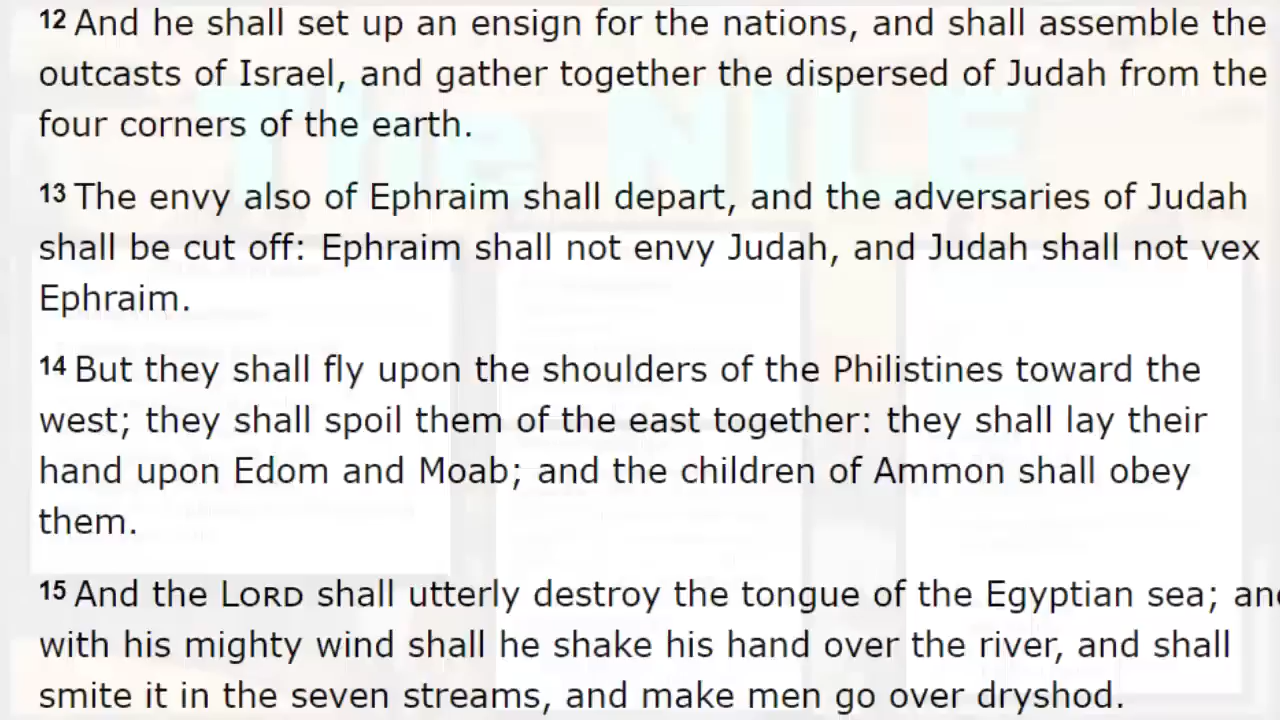 12 And he shall set up an ensign for the nations, and shall assemble the
outcasts of Israel, and gather together the dispersed of Judah from the
four corners of the earth.
13 The envy also of Ephraim shall depart, and the adversaries of Judah
shall be cut off: Ephraim shall not envy Judah, and Judah shall not vex
Ephraim.
14 But they shall fly upon the shoulders of the Philistines toward the
west; they shall spoil them of the east together: they shall lay their
hand upon Edom and Moab; and the children of Ammon shall obey
them.
15 And the LORD shall utterly destroy the tongue of the Egyptian sea; and
with his mighty wind shall he shake his hand over the river, and shall
smite it in the seven streams, and make men go over dryshod.
The NILE